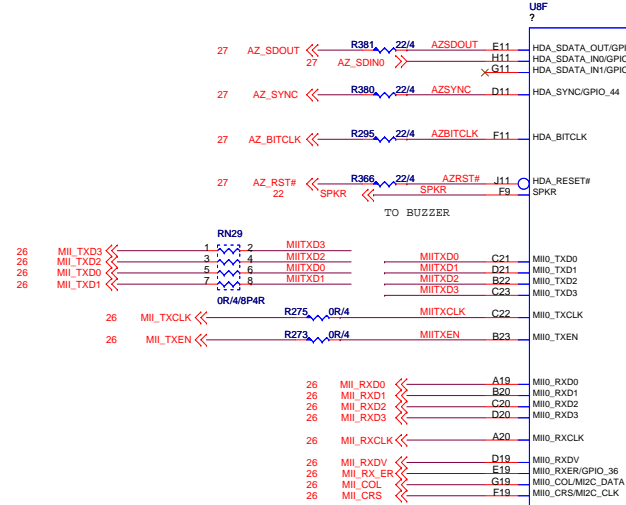 U8F
?
27 AZ_SDOUT R381 22/4 AZSDOUT E11 HDA_SDATA_OUT/GPI
27 AZ_SDIN0 H11 HDA_SDATA_IN0/GPIO
G11 HDA_SDATA_IN1/GPIO
27 AZ_SYNC R380 22/4 AZSYNC D11 HDA_SYNC/GPIO_44
27 AZ_BITCLK R295 22/4 AZBITCLK F11 HDA_BITCLK
27 AZ_RST# R366 22/4 AZRST# J11 HDA_RESET#
22 SPKR SPKR F9 SPKR
TO BUZZER
RN29
26 MII_TXD3 1 2 MIITXD3
26 MII_TXD2 3 4 MIITXD2 MIITXD0 C21 MII0_TXD0
26 MII_TXD0 5 6 MIITXD0 MIITXD1 D21 MII0_TXD1
26 MII_TXD1 7 8 MIITXD1 MIITXD2 B22 MII0_TXD2
MIITXD3 C23 MII0_TXD3
0R/4/8P4R
26 MII_TXCLK R275 0R/4 MIITXCLK C22 MII0_TXCLK
26 MII_TXEN R273 0R/4 MIITXEN B23 MII0_TXEN
26 MII_RXD0 A19 MII0_RXD0
26 MII_RXD1 B20 MII0_RXD1
26 MII_RXD2 C20 MII0_RXD2
26 MII_RXD3 D20 MII0_RXD3
26 MII_RXCLK A20 MII0_RXCLK
26 MII_RXDV D19 MII0_RXDV
26 MII_RX_ER E19 MII0_RXER/GPIO_36
26 MII_COL G19 MII0_COL/MI2C_DATA
26 MII_CRS F19 MII0_CRS/MI2C_CLK